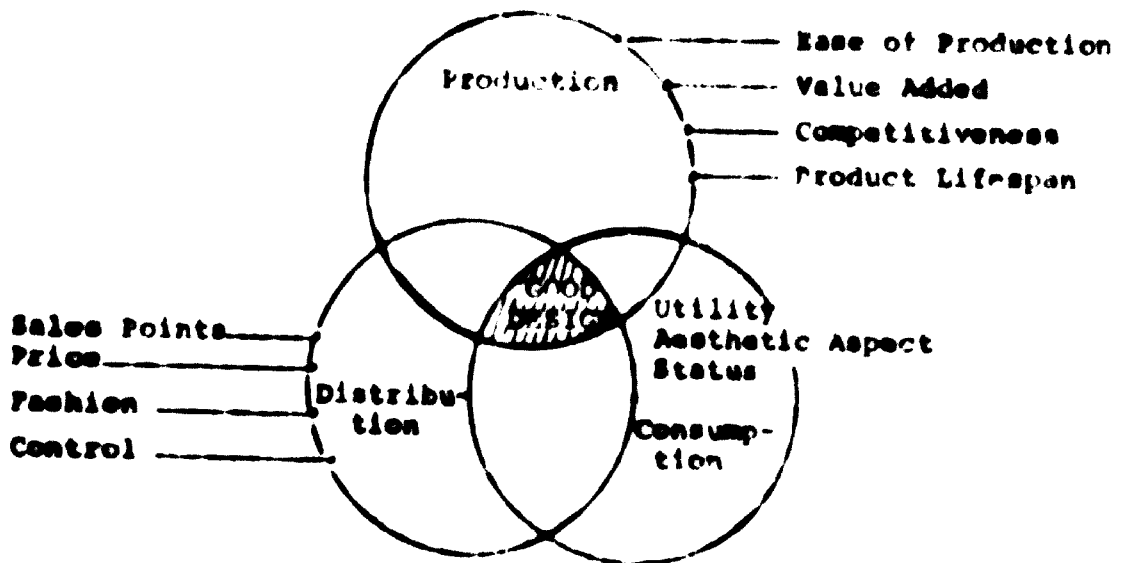 Ease of Production
Production
Value Added
Competitiveness
Product Lifespan
GOOD
DESIGN
Utility
Aesthetic Aspect
Status
Sales Points
Price
Fashion
Control
Distribu-
tion
Consump-
tion